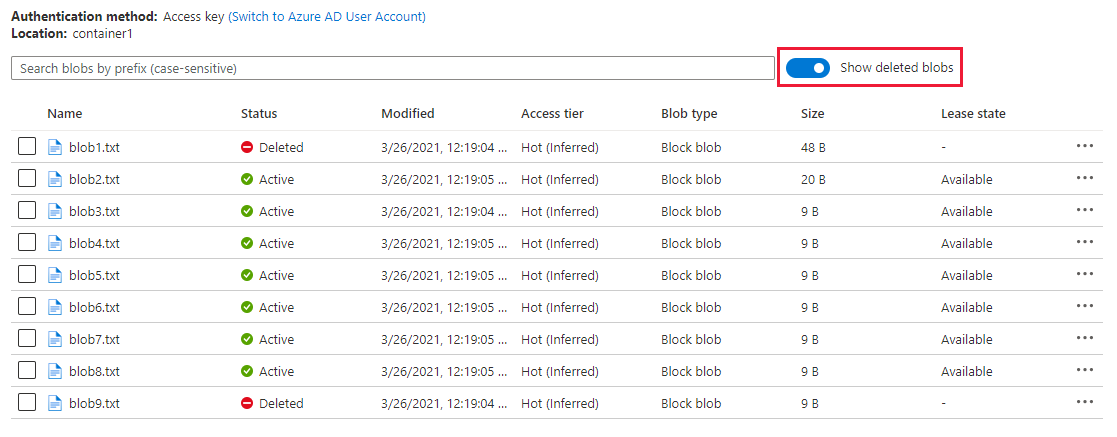 Authentication method: Access key (Switch to Azure AD User Account)
Location: container1
Search blobs by prefix (case-sensitive) Show deleted blobs
Name Status Modified Access tier Blob type Size Lease state
blob1.txt Deleted 3/26/2021, 12:19:04 ... Hot (Inferred) Block blob 48 B - ...
blob2.txt Active 3/26/2021, 12:19:05 ... Hot (Inferred) Block blob 20 B Available ...
blob3.txt Active 3/26/2021, 12:19:04 ... Hot (Inferred) Block blob 9 B Available ...
blob4.txt Active 3/26/2021, 12:19:05 ... Hot (Inferred) Block blob 9 B Available ...
blob5.txt Active 3/26/2021, 12:19:05 ... Hot (Inferred) Block blob 9 B Available ...
blob6.txt Active 3/26/2021, 12:19:05 ... Hot (Inferred) Block blob 9 B Available ...
blob7.txt Active 3/26/2021, 12:19:05 ... Hot (Inferred) Block blob 9 B Available ...
blob8.txt Active 3/26/2021, 12:19:05 ... Hot (Inferred) Block blob 9 B Available ...
blob9.txt Deleted 3/26/2021, 12:19:04 ... Hot (Inferred) Block blob 9 B - ...